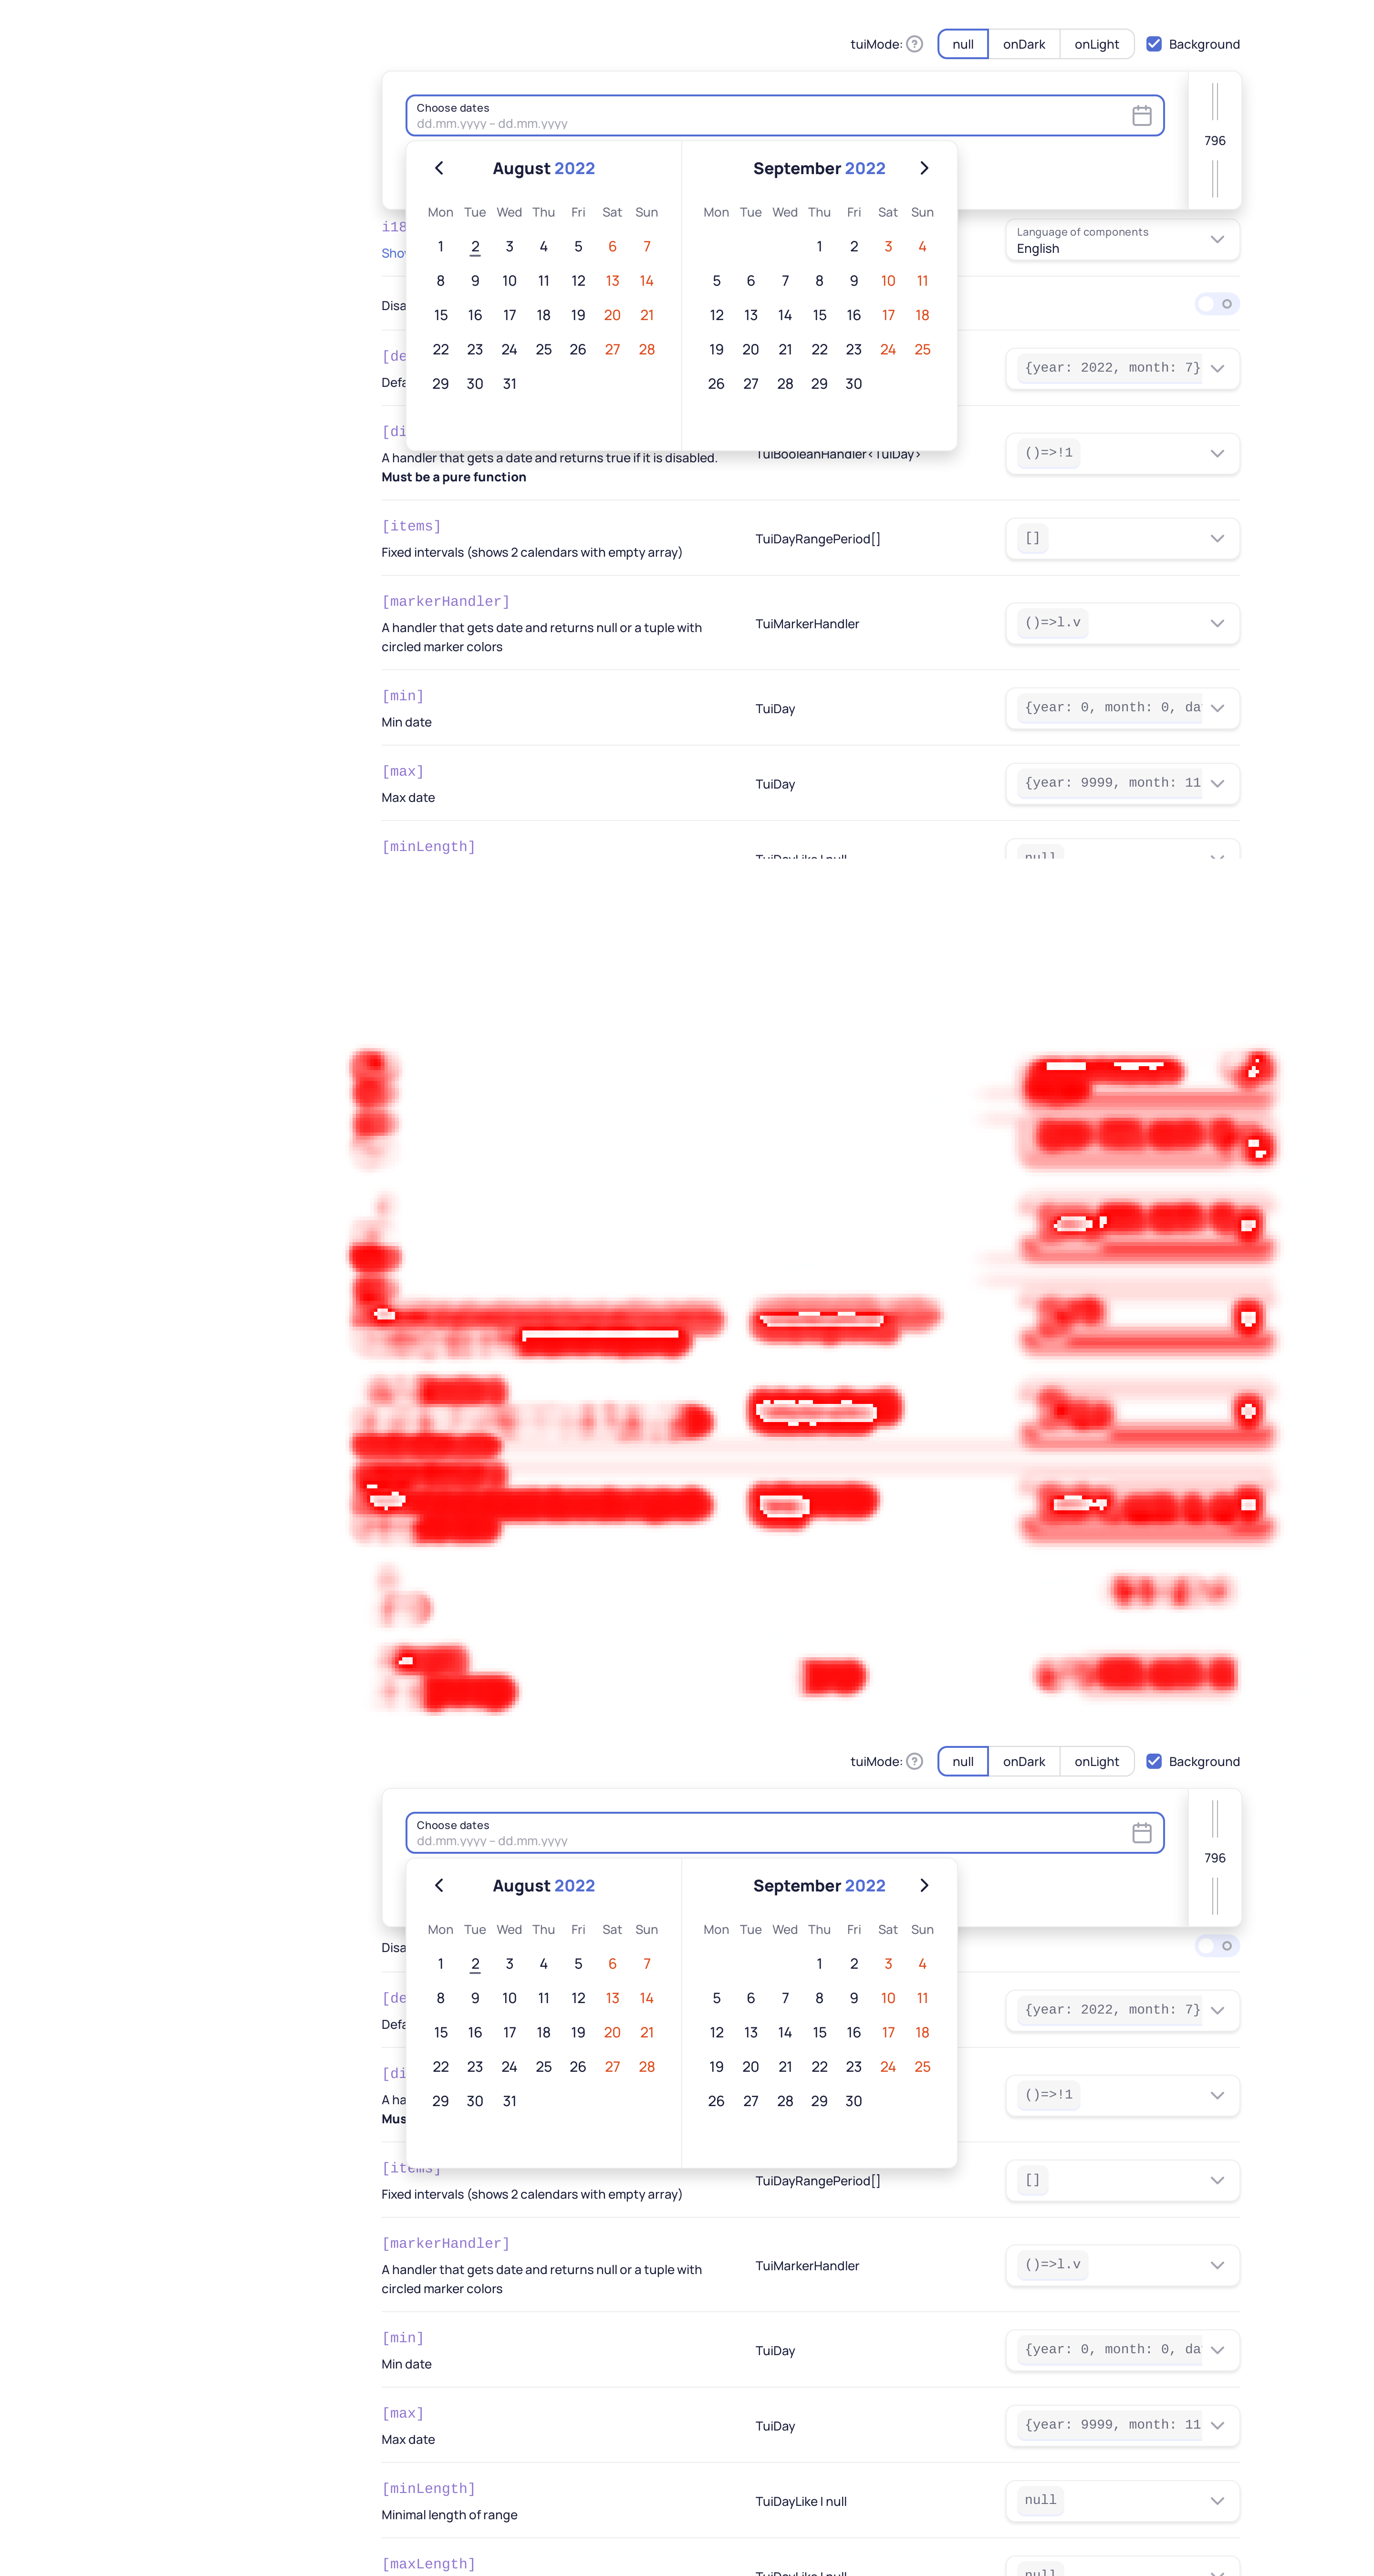 tuiMode: ? null onDark onLight Background
Choose dates
dd.mm.yyyy – dd.mm.yyyy
796
August 2022 September 2022
Mon Tue Wed Thu Fri Sat Sun Mon Tue Wed Thu Fri Sat Sun
i18
Language of components
English
Sho
1 2 3 4 5 6 7 1 2 3 4
8 9 10 11 12 13 14 5 6 7 8 9 10 11
Disa
15 16 17 18 19 20 21 12 13 14 15 16 17 18
22 23 24 25 26 27 28 19 20 21 22 23 24 25
[de
{year: 2022, month: 7}
Defa
29 30 31 26 27 28 29 30
[di
A handler that gets a date and returns true if it is disabled.
Must be a pure function
TuiBooleanHandler<TuiDay>
()=>!1
[items]
Fixed intervals (shows 2 calendars with empty array)
TuiDayRangePeriod[]
[]
[markerHandler]
A handler that gets date and returns null or a tuple with
circled marker colors
TuiMarkerHandler
()=>l.v
[min]
Min date
TuiDay
{year: 0, month: 0, da
[max]
Max date
TuiDay
{year: 9999, month: 11
[minLength]
TuiDayLike | null
null
tuiMode: ? null onDark onLight Background
Choose dates
dd.mm.yyyy – dd.mm.yyyy
796
August 2022 September 2022
Mon Tue Wed Thu Fri Sat Sun Mon Tue Wed Thu Fri Sat Sun
Disa
1 2 3 4 5 6 7 1 2 3 4
8 9 10 11 12 13 14 5 6 7 8 9 10 11
[de
{year: 2022, month: 7}
Defa
15 16 17 18 19 20 21 12 13 14 15 16 17 18
22 23 24 25 26 27 28 19 20 21 22 23 24 25
[di
A ha
29 30 31 26 27 28 29 30
()=>!1
Mus
[items]
Fixed intervals (shows 2 calendars with empty array)
TuiDayRangePeriod[]
[]
[markerHandler]
A handler that gets date and returns null or a tuple with
circled marker colors
TuiMarkerHandler
()=>l.v
[min]
Min date
TuiDay
{year: 0, month: 0, da
[max]
Max date
TuiDay
{year: 9999, month: 11
[minLength]
Minimal length of range
TuiDayLike | null
null
[maxLength]
TuiDayLike | null
null